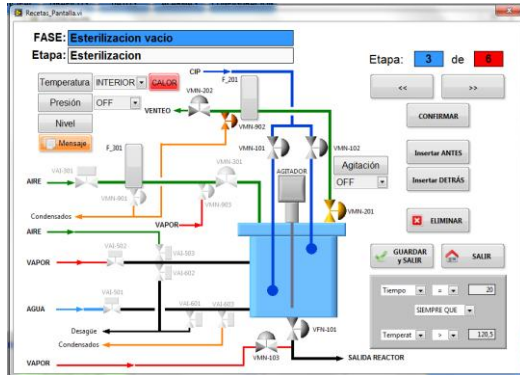 Recetas_Pantalla.vi
FASE: Esterilizacion vacio
Etapa: Esterilizacion
Etapa: 3 de 6
Temperatura INTERIOR CALOR
Presión OFF
Nivel
Mensaje
CIP
F_201
VMN-202
VENTEO
VMN-902
VMN-101
VMN-102
Agitación
OFF
AGITADOR
VMN-201
F_301
VAI-301
VMN-301
AIRE
VMN-901
VMN-903
Condensados
VAPOR
AIRE
VAI-502
VAI-503
VAPOR
VAI-602
VAI-501
AGUA
VAI-601
VAI-603
Desagüe
Condensados
VFN-101
VAPOR
VMN-103
SALIDA REACTOR
<< >>
CONFIRMAR
Insertar ANTES
Insertar DETRÁS
ELIMINAR
GUARDAR
y SALIR
SALIR
Tiempo = 20
SIEMPRE QUE
Temperat > 120,5